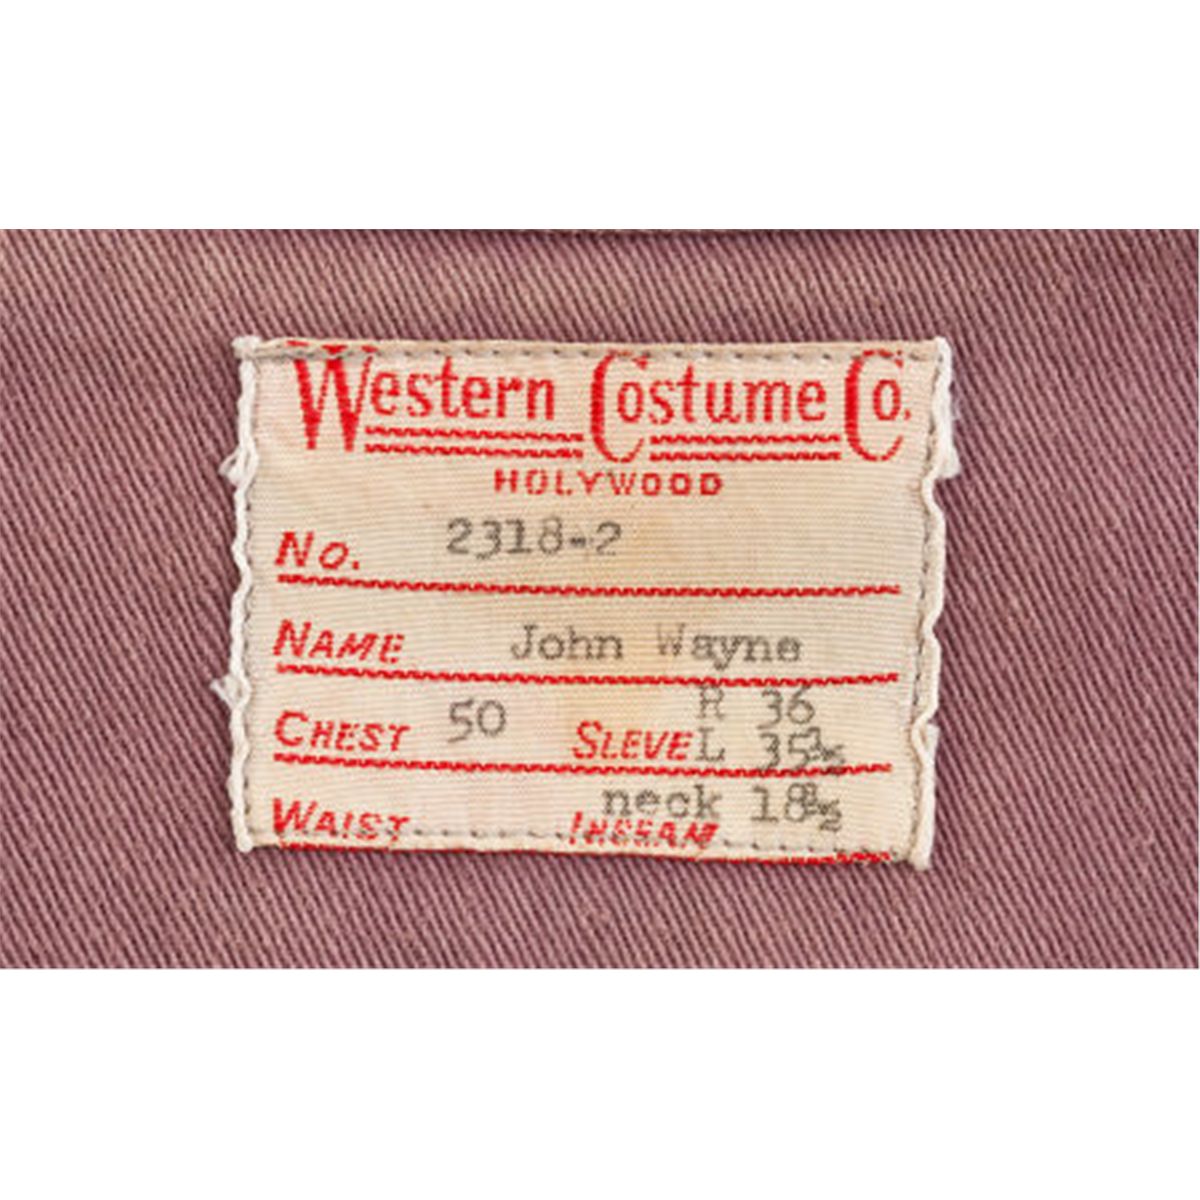 Western Costume Co.
HOLYWOOD
No. 2318-2
NAME John Wayne
R 36
CHEST 50 SLEVE L 35½
neck 18½
WAIST INSEAM